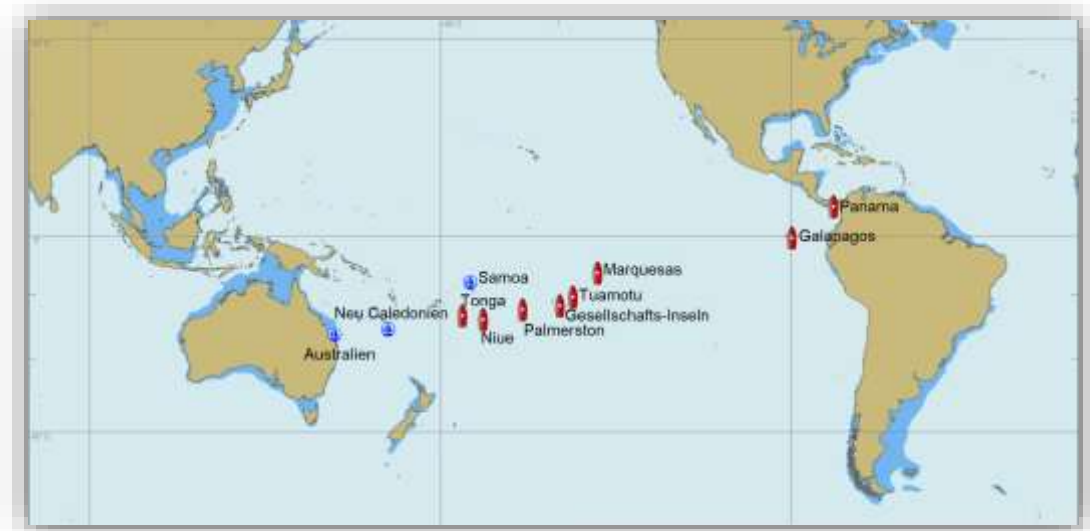 Panama
Galapagos
Marquesas
Samoa
Tuamotu
Tonga
Gesellschafts-Inseln
Neu Caledonien
Palmerston
Niue
Australien